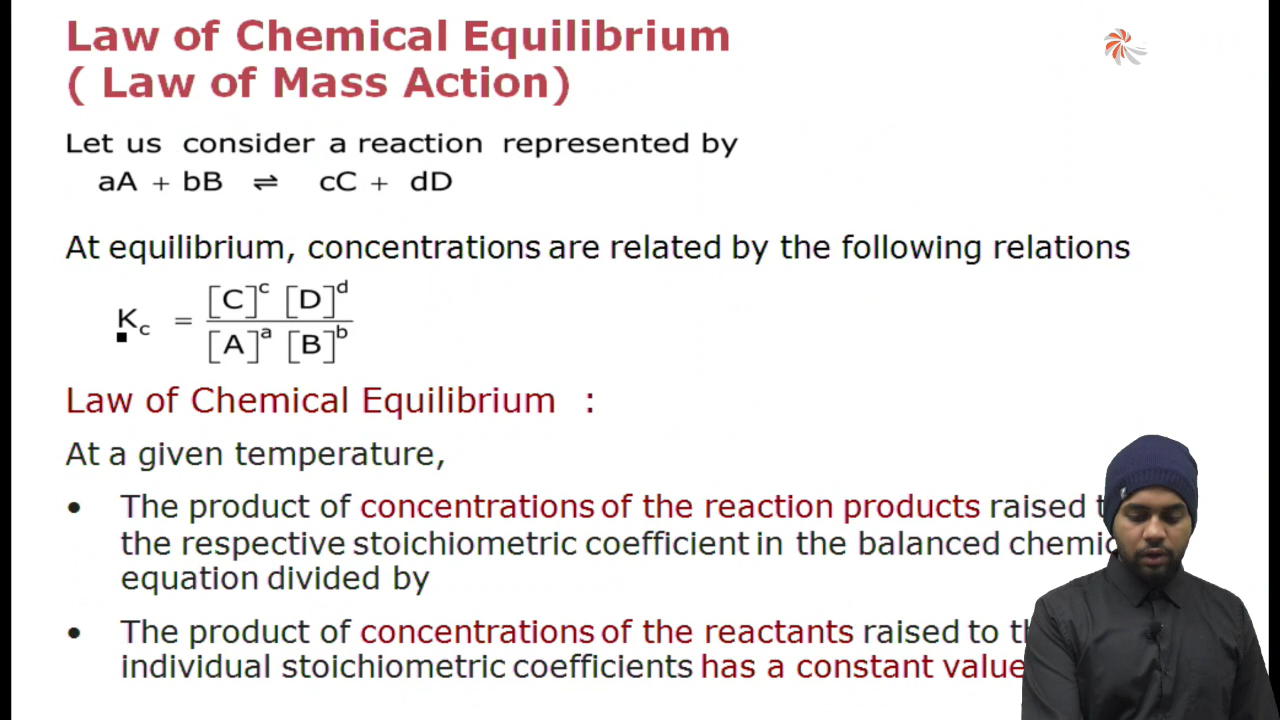 Law of Chemical Equilibrium
( Law of Mass Action)
Let us consider a reaction represented by
aA + bB ⇌ cC + dD
At equilibrium, concentrations are related by the following relations
K_c = [C]^c [D]^d / [A]^a [B]^b
Law of Chemical Equilibrium :
At a given temperature,
• The product of concentrations of the reaction products raised
the respective stoichiometric coefficient in the balanced
equation divided by
• The product of concentrations of the reactants raised to
individual stoichiometric coefficients has a constant value